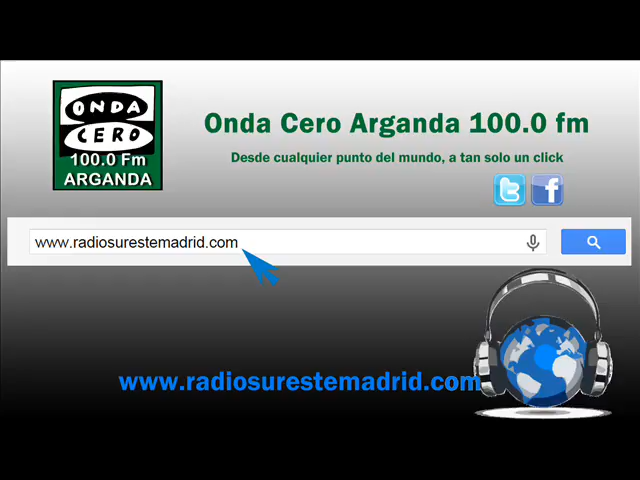 ONDA
CERO
100.0 Fm
ARGANDA
Onda Cero Arganda 100.0 fm
Desde cualquier punto del mundo, a tan solo un click
t f
www.radiosurestemadrid.com
www.radiosurestemadrid.com